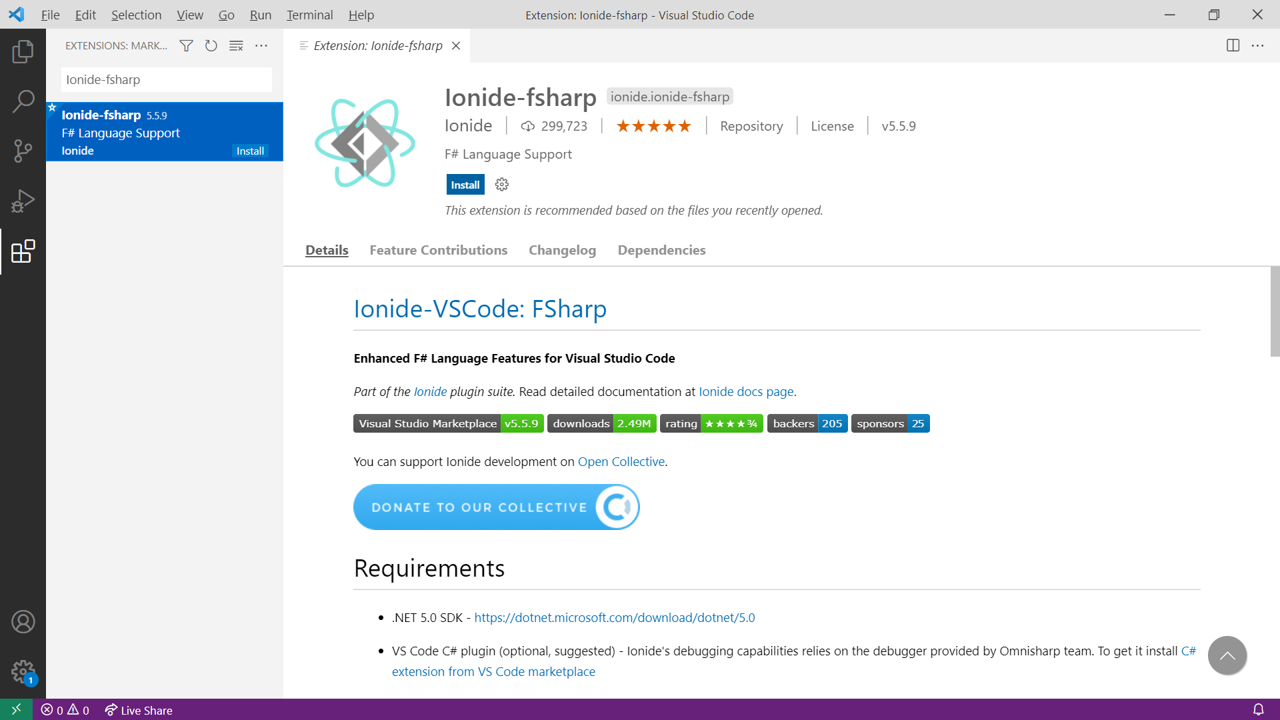 File Edit Selection View Go Run Terminal Help
Extension: Ionide-fsharp - Visual Studio Code
EXTENSIONS: MARK...
Extension: Ionide-fsharp
Ionide-fsharp
Ionide-fsharp 5.5.9
F# Language Support
Ionide Install
Ionide-fsharp ionide.ionide-fsharp
Ionide 299,723 Repository License v5.5.9
F# Language Support
Install
This extension is recommended based on the files you recently opened.
Details Feature Contributions Changelog Dependencies
Ionide-VSCode: FSharp
Enhanced F# Language Features for Visual Studio Code
Part of the Ionide plugin suite. Read detailed documentation at Ionide docs page.
Visual Studio Marketplace v5.5.9 downloads 2.49M rating ★★★★¾ backers 205 sponsors 25
You can support Ionide development on Open Collective.
DONATE TO OUR COLLECTIVE
Requirements
• .NET 5.0 SDK - https://dotnet.microsoft.com/download/dotnet/5.0
• VS Code C# plugin (optional, suggested) - Ionide's debugging capabilities relies on the debugger provided by Omnisharp team. To get it install C#
extension from VS Code marketplace
1
0 0 Live Share